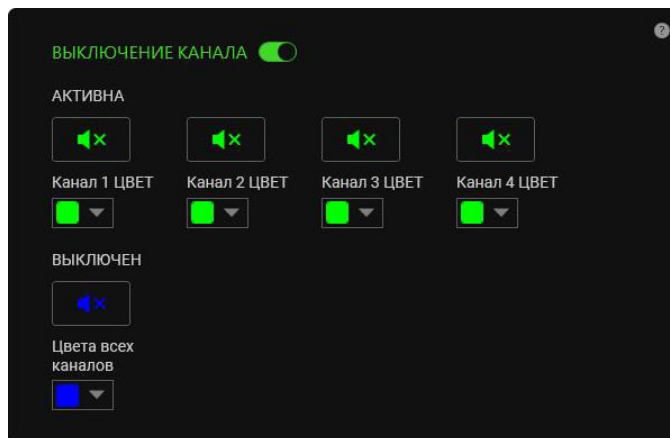 ВЫКЛЮЧЕНИЕ КАНАЛА
?
АКТИВНА
Канал 1 ЦВЕТ Канал 2 ЦВЕТ Канал 3 ЦВЕТ Канал 4 ЦВЕТ
ВЫКЛЮЧЕН
Цвета всех
каналов